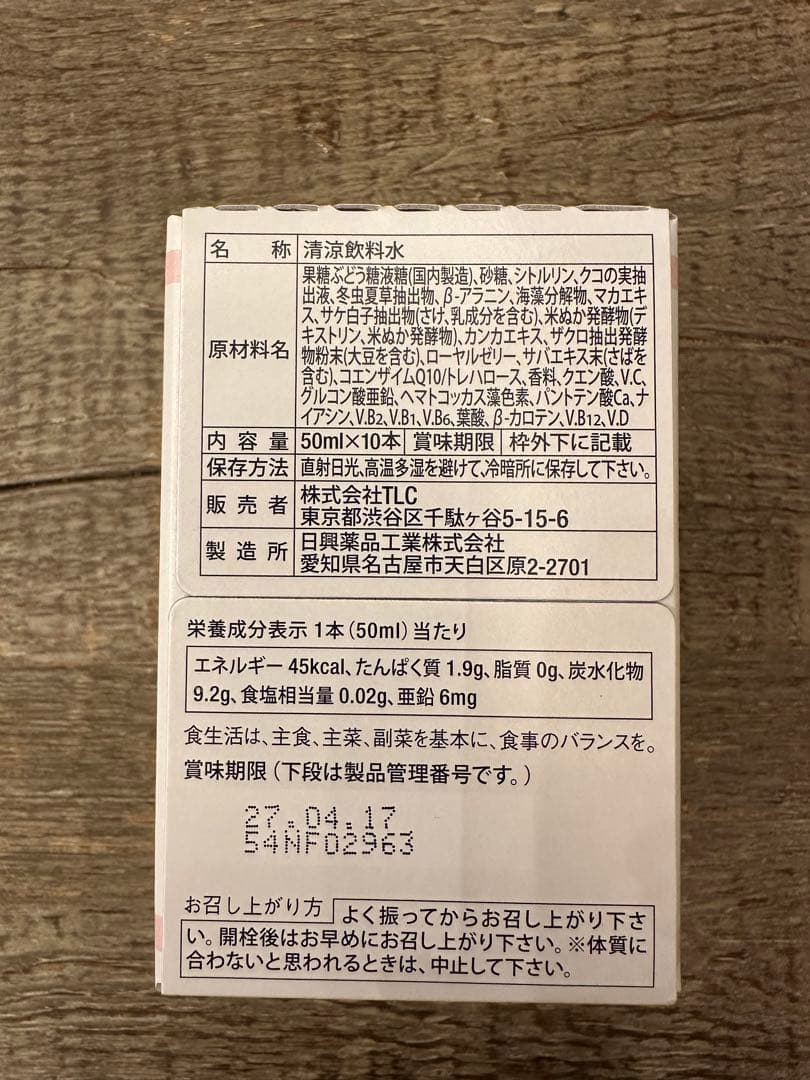 名称 清涼飲料水
原材料名 果糖ぶどう糖液糖(国内製造)、砂糖、シトルリン、クコの実抽
出液、冬虫夏草抽出物、β-アラニン、海藻分解物、マカエキ
ス、サケ白子抽出物(さけ、乳成分を含む)、米ぬか発酵物(デ
キストリン、米ぬか発酵物)、カンカエキス、ザクロ抽出発酵
物粉末(大豆を含む)、ローヤルゼリー、サバエキス末(さばを
含む)、コエンザイムQ10/トレハロース、香料、クエン酸、V.C、
グルコン酸亜鉛、ヘマトコッカス藻色素、パントテン酸Ca、ナ
イアシン、V.B2、V.B1、V.B6、葉酸、β-カロテン、V.B12、V.D
内容量 50ml×10本 賞味期限 枠外下に記載
保存方法 直射日光、高温多湿を避けて、冷暗所に保存して下さい。
販売者 株式会社TLC
東京都渋谷区千駄ヶ谷5-15-6
製造所 日興薬品工業株式会社
愛知県名古屋市天白区原2-2701
栄養成分表示 1本(50ml)当たり
エネルギー 45kcal、たんぱく質 1.9g、脂質 0g、炭水化物
9.2g、食塩相当量 0.02g、亜鉛 6mg
食生活は、主食、主菜、副菜を基本に、食事のバランスを。
賞味期限(下段は製品管理番号です。)
27.04.17
54NF02963
お召し上がり方 よく振ってからお召し上がり下さ
い。開栓後はお早めにお召し上がり下さい。※体質に
合わないと思われるときは、中止して下さい。